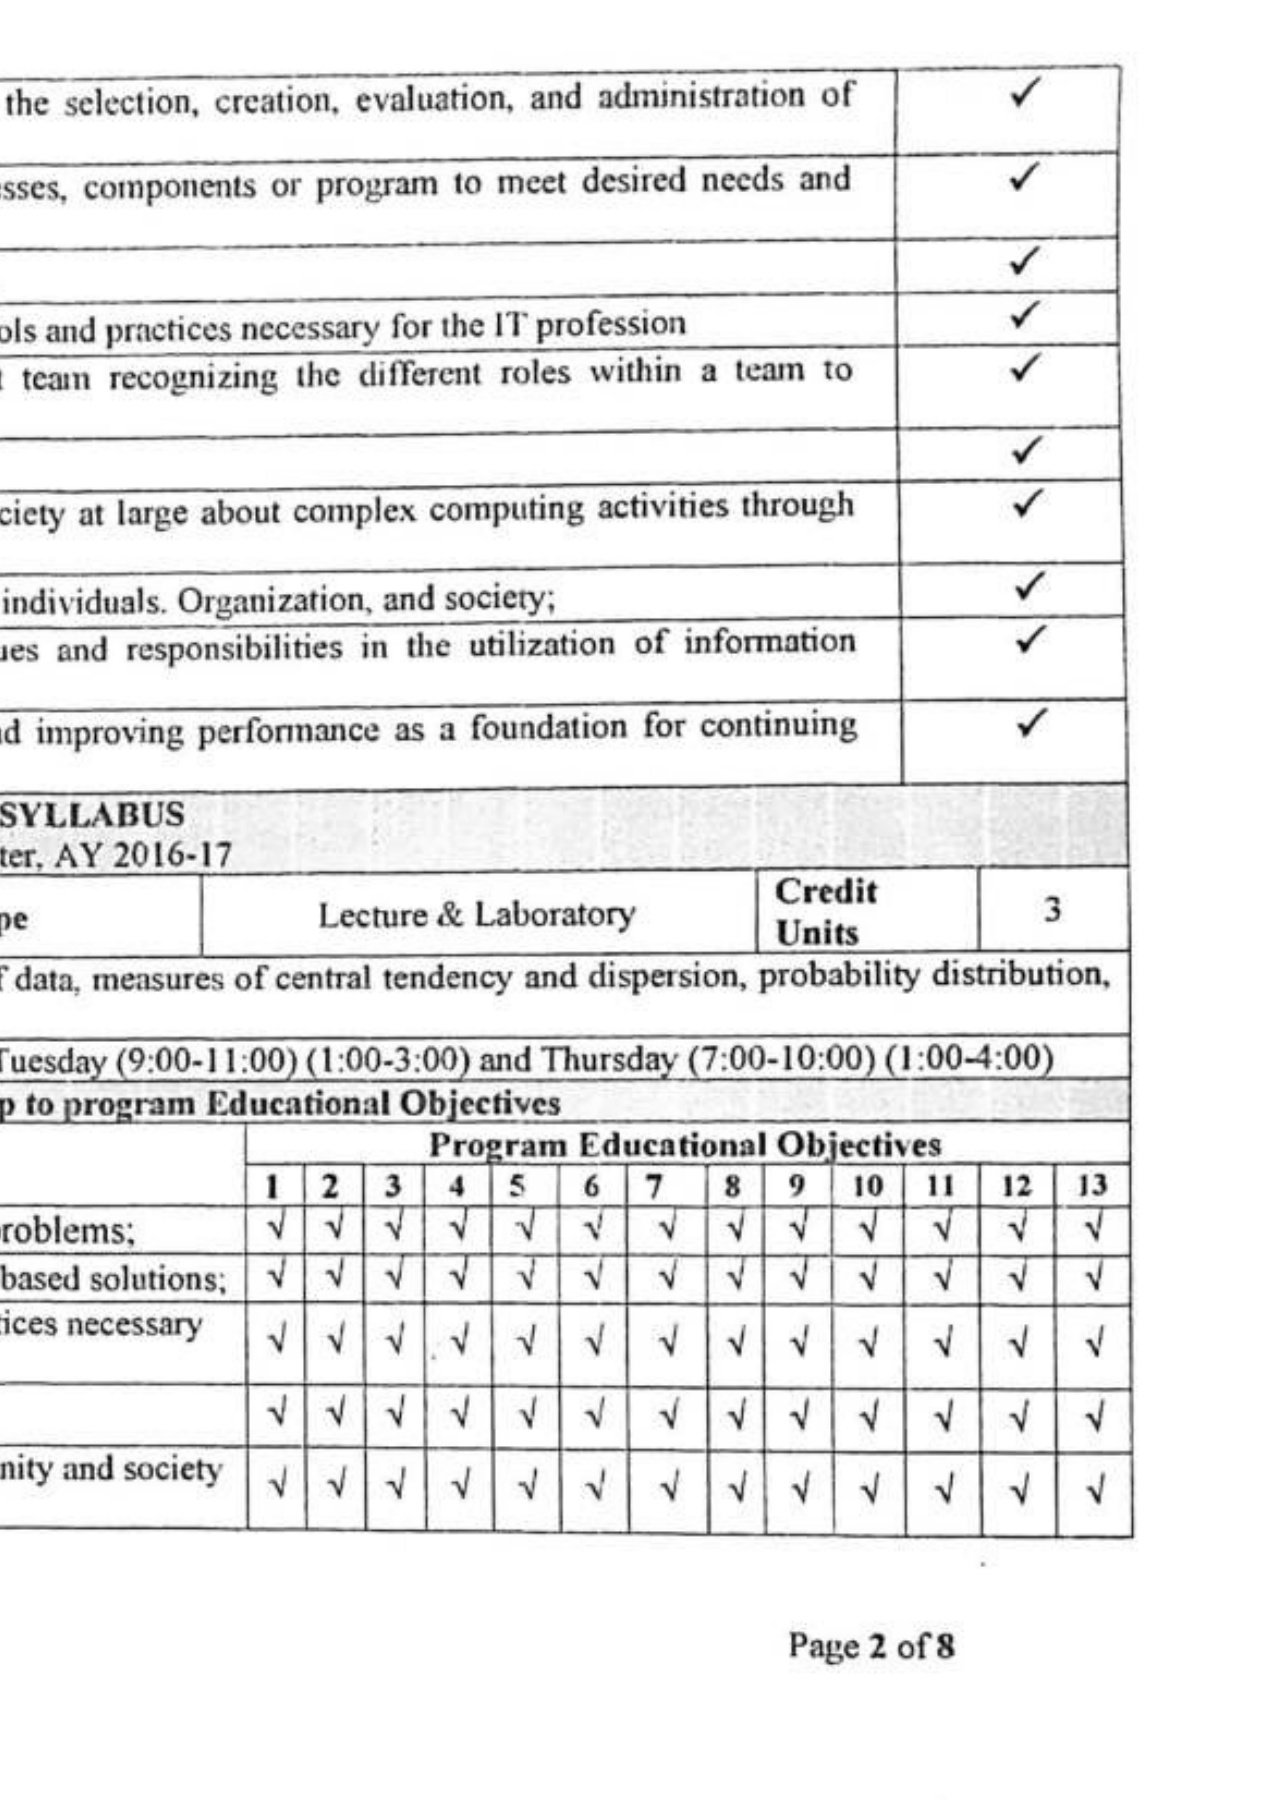 the selection, creation, evaluation, and administration of ✓
esses, components or program to meet desired needs and ✓
✓
ols and practices necessary for the IT profession ✓
t team recognizing the different roles within a team to ✓
✓
ciety at large about complex computing activities through ✓
individuals. Organization, and society; ✓
ues and responsibilities in the utilization of information ✓
nd improving performance as a foundation for continuing ✓
SYLLABUS
ter, AY 2016-17
pe Lecture & Laboratory Credit Units 3
f data, measures of central tendency and dispersion, probability distribution,
Tuesday (9:00-11:00) (1:00-3:00) and Thursday (7:00-10:00) (1:00-4:00)
p to program Educational Objectives
Program Educational Objectives
1 2 3 4 5 6 7 8 9 10 11 12 13
roblems; √ √ √ √ √ √ √ √ √ √ √ √ √
based solutions; √ √ √ √ √ √ √ √ √ √ √ √ √
tices necessary √ √ √ √ √ √ √ √ √ √ √ √ √
√ √ √ √ √ √ √ √ √ √ √ √ √
nity and society √ √ √ √ √ √ √ √ √ √ √ √ √
Page 2 of 8